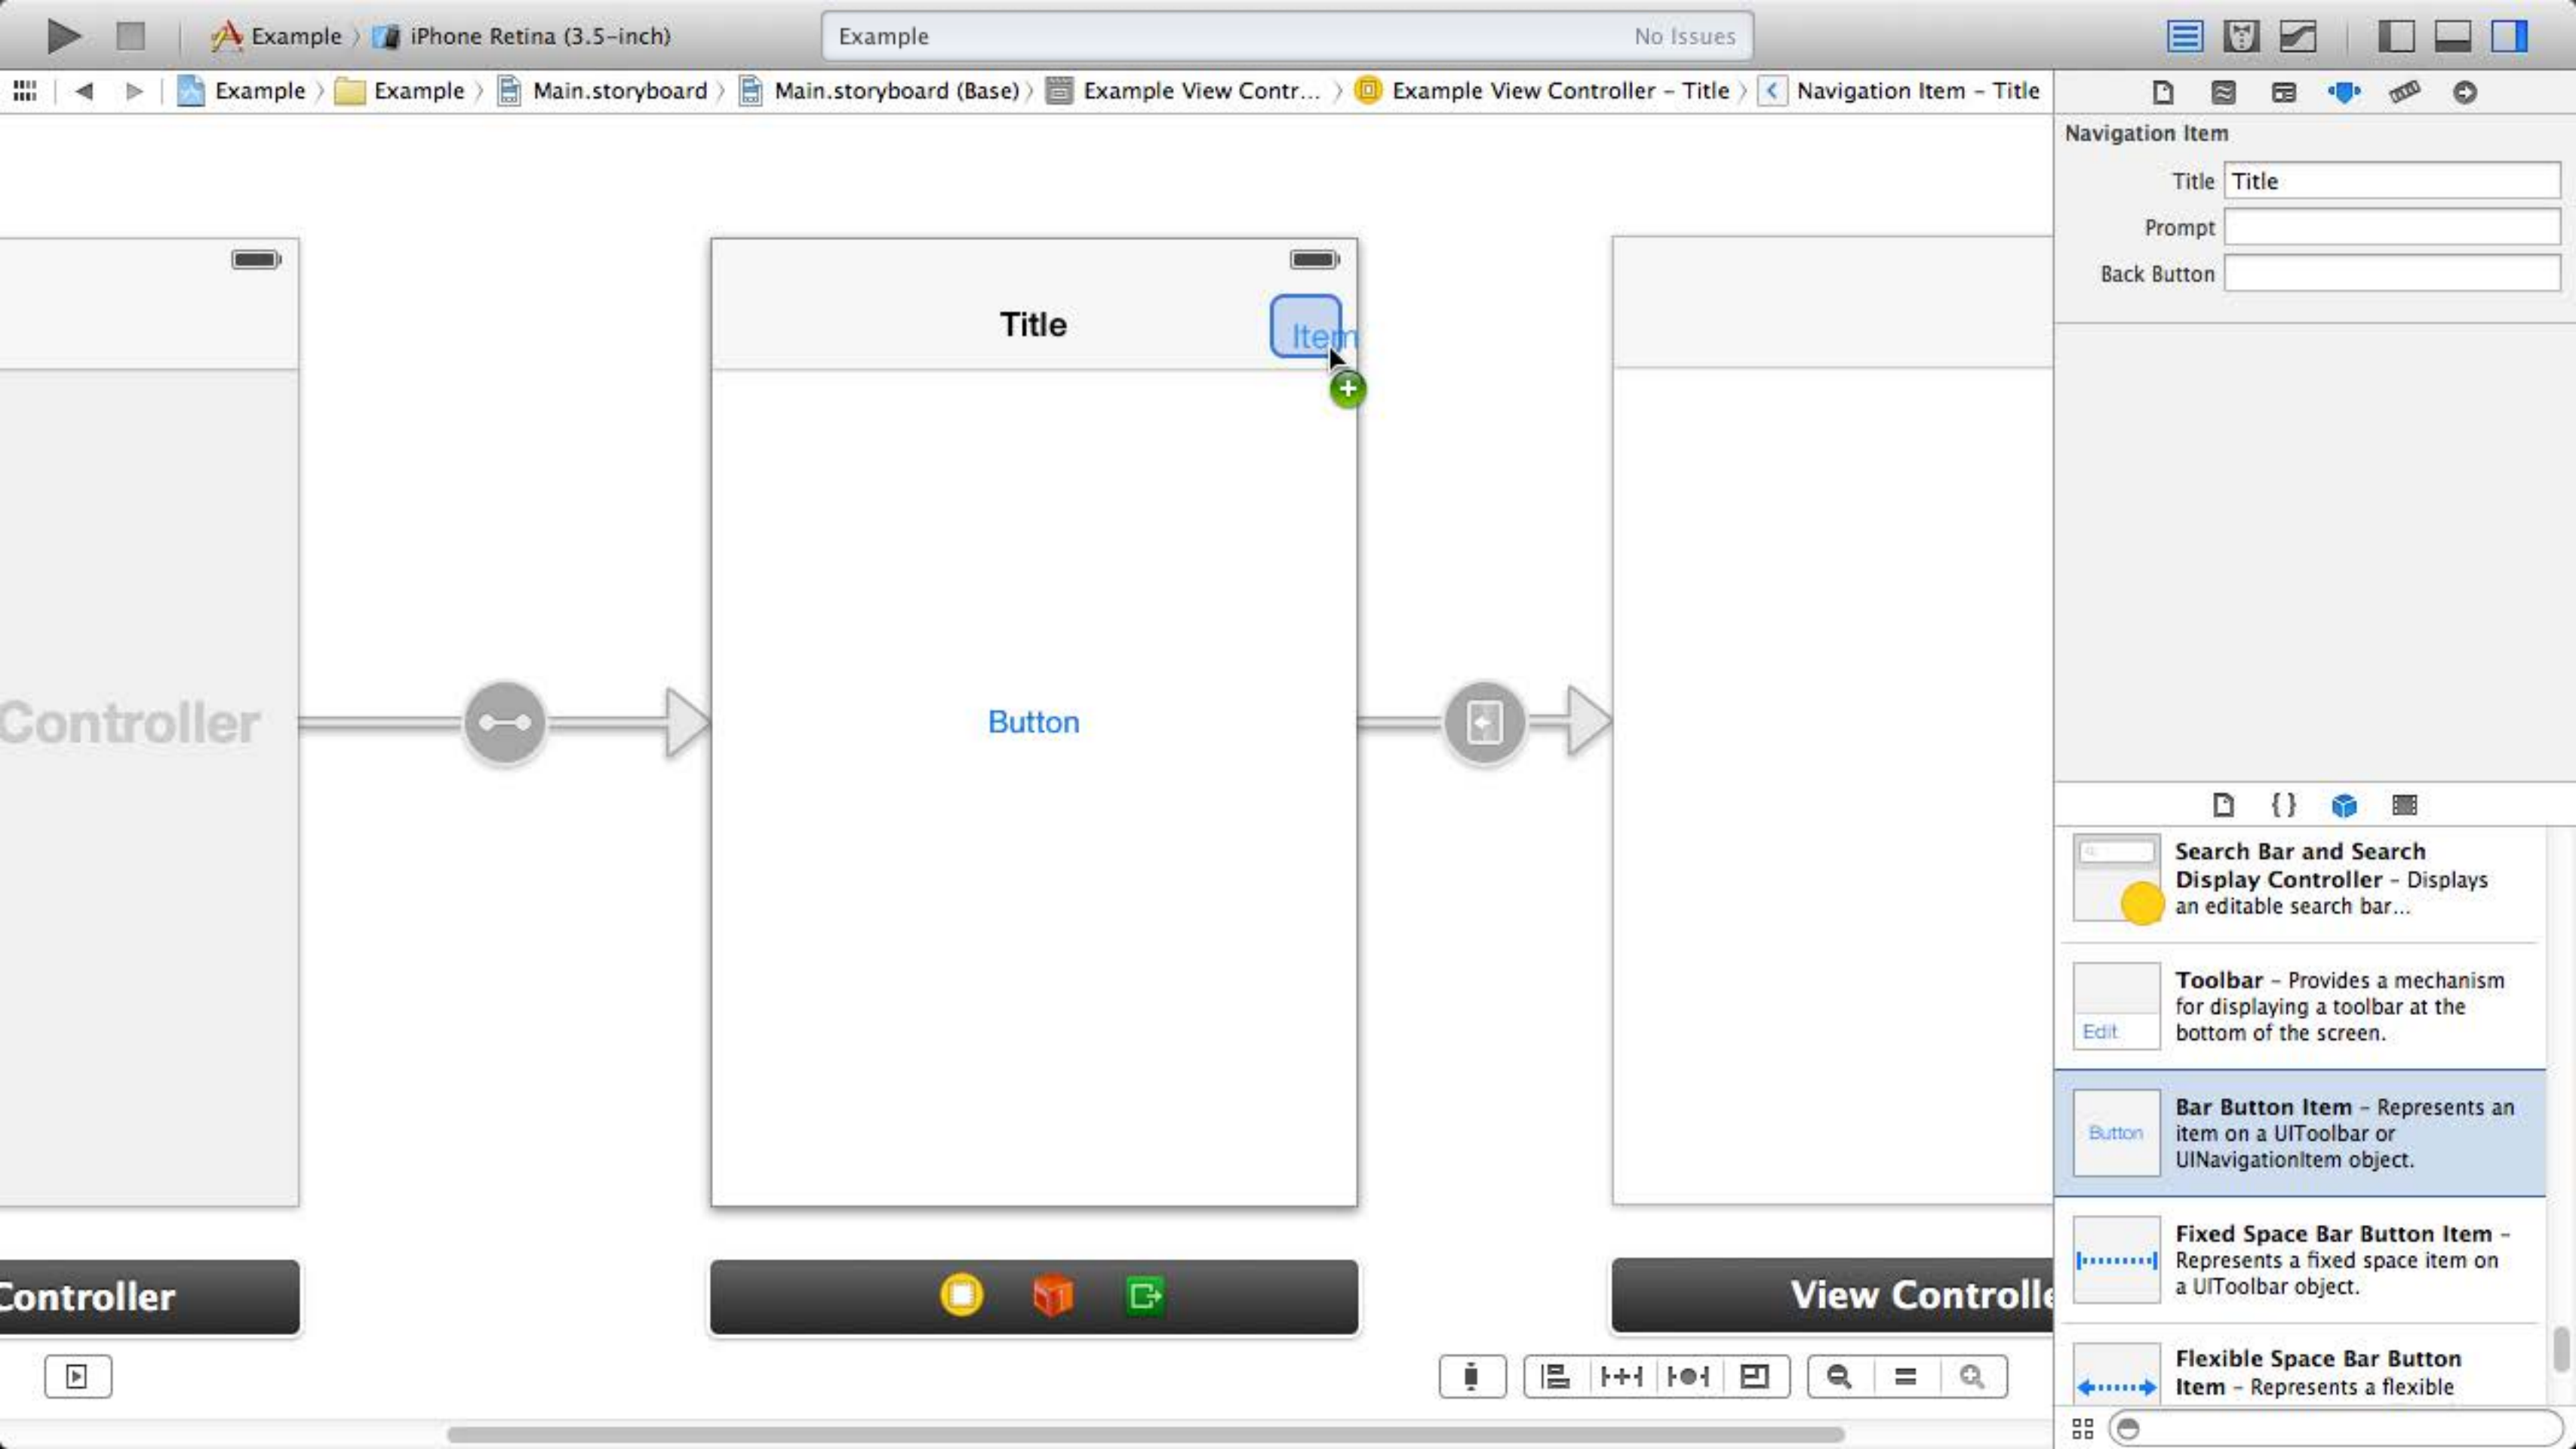 Example
iPhone Retina (3.5-inch)
Example
No Issues
Example
Example
Main.storyboard
Main.storyboard (Base)
Example View Contr...
Example View Controller – Title
Navigation Item – Title
Navigation Item
Title
Title
Prompt
Back Button
Title
Item
Controller
Button
Search Bar and Search
Display Controller – Displays
an editable search bar...
Edit
Toolbar – Provides a mechanism
for displaying a toolbar at the
bottom of the screen.
Button
Bar Button Item – Represents an
item on a UIToolbar or
UINavigationItem object.
Fixed Space Bar Button Item –
Represents a fixed space item on
a UIToolbar object.
Flexible Space Bar Button
Item – Represents a flexible
Controller
View Controlle